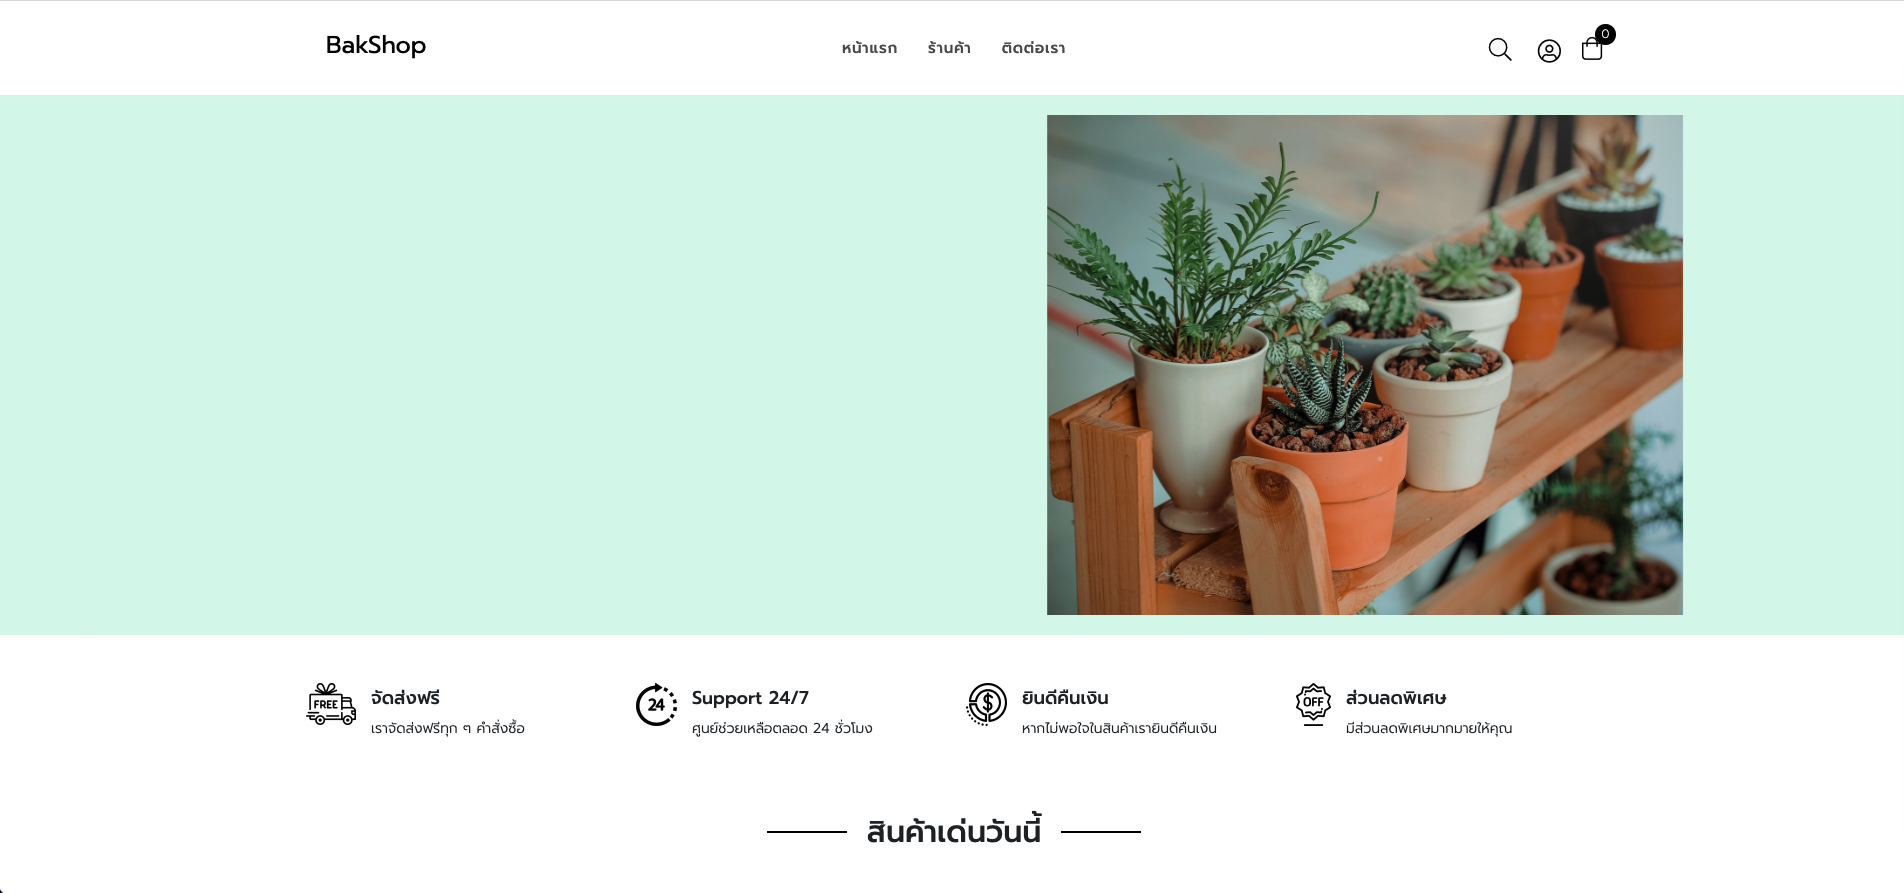 BakShop
หน้าแรก ร้านค้า ติดต่อเรา
0
FREE
จัดส่งฟรี
เราจัดส่งฟรีทุก ๆ คำสั่งซื้อ
24
Support 24/7
ศูนย์ช่วยเหลือตลอด 24 ชั่วโมง
$
ยินดีคืนเงิน
หากไม่พอใจในสินค้าเรายินดีคืนเงิน
OFF
ส่วนลดพิเศษ
มีส่วนลดพิเศษมากมายให้คุณ
สินค้าเด่นวันนี้